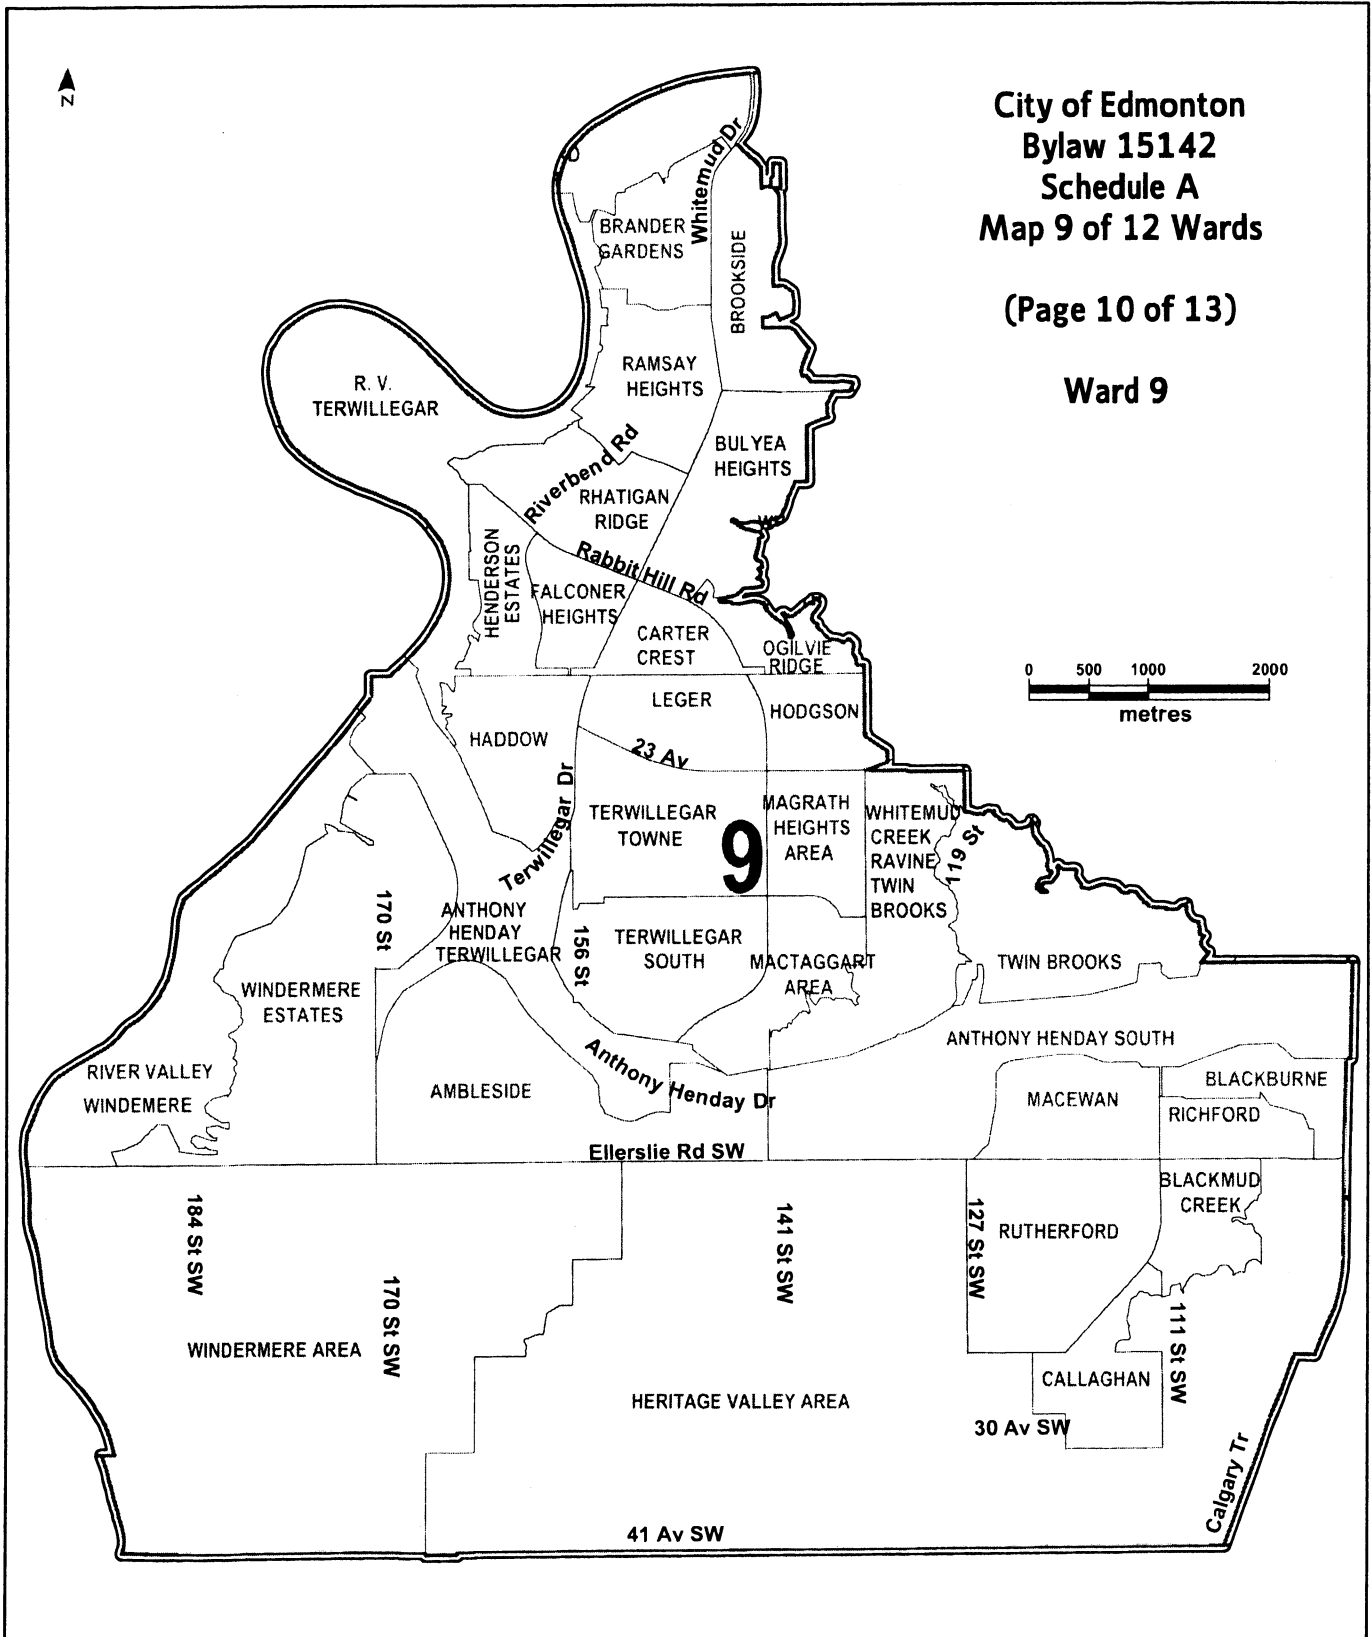 N
City of Edmonton
Bylaw 15142
Schedule A
Map 9 of 12 Wards
(Page 10 of 13)
Ward 9
Whitemud Dr
BRANDER
GARDENS
BROOKSIDE
RAMSAY
HEIGHTS
R. V.
TERWILLEGAR
Riverbend Rd
BULYEA
HEIGHTS
RHATIGAN
RIDGE
HENDERSON
ESTATES
Rabbit Hill Rd
FALCONER
HEIGHTS
CARTER
CREST
OGILVIE
RIDGE
0 500 1000 2000
metres
LEGER
HODGSON
HADDOW
23 Av
Terwillegar Dr
TERWILLEGAR
TOWNE
9
MAGRATH
HEIGHTS
AREA
WHITEMUD
CREEK
RAVINE
TWIN
BROOKS
119 St
170 St
ANTHONY
HENDAY
TERWILLEGAR
156 St
TERWILLEGAR
SOUTH
MACTAGGART
AREA
TWIN BROOKS
WINDERMERE
ESTATES
ANTHONY HENDAY SOUTH
RIVER VALLEY
WINDEMERE
AMBLESIDE
Anthony Henday Dr
MACEWAN
BLACKBURNE
RICHFORD
Ellerslie Rd SW
184 St SW
170 St SW
141 St SW
127 St SW
RUTHERFORD
BLACKMUD
CREEK
111 St SW
WINDERMERE AREA
HERITAGE VALLEY AREA
CALLAGHAN
30 Av SW
Calgary Tr
41 Av SW